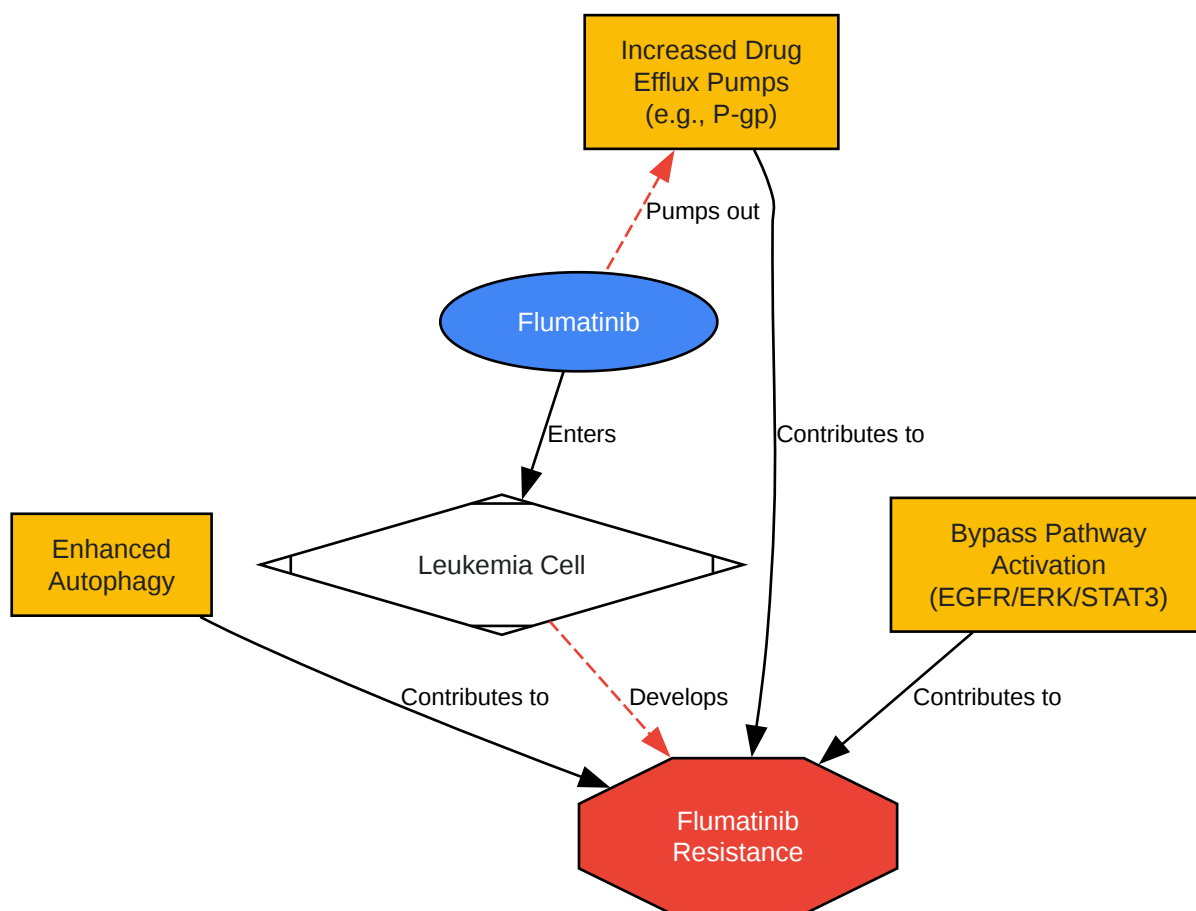 Increased Drug
Efflux Pumps
(e.g., P-gp)
Pumps out
Flumatinib
Enters
Contributes to
Enhanced
Autophagy
Leukemia Cell
Bypass Pathway
Activation
(EGFR/ERK/STAT3)
Contributes to
Develops
Contributes to
Flumatinib
Resistance